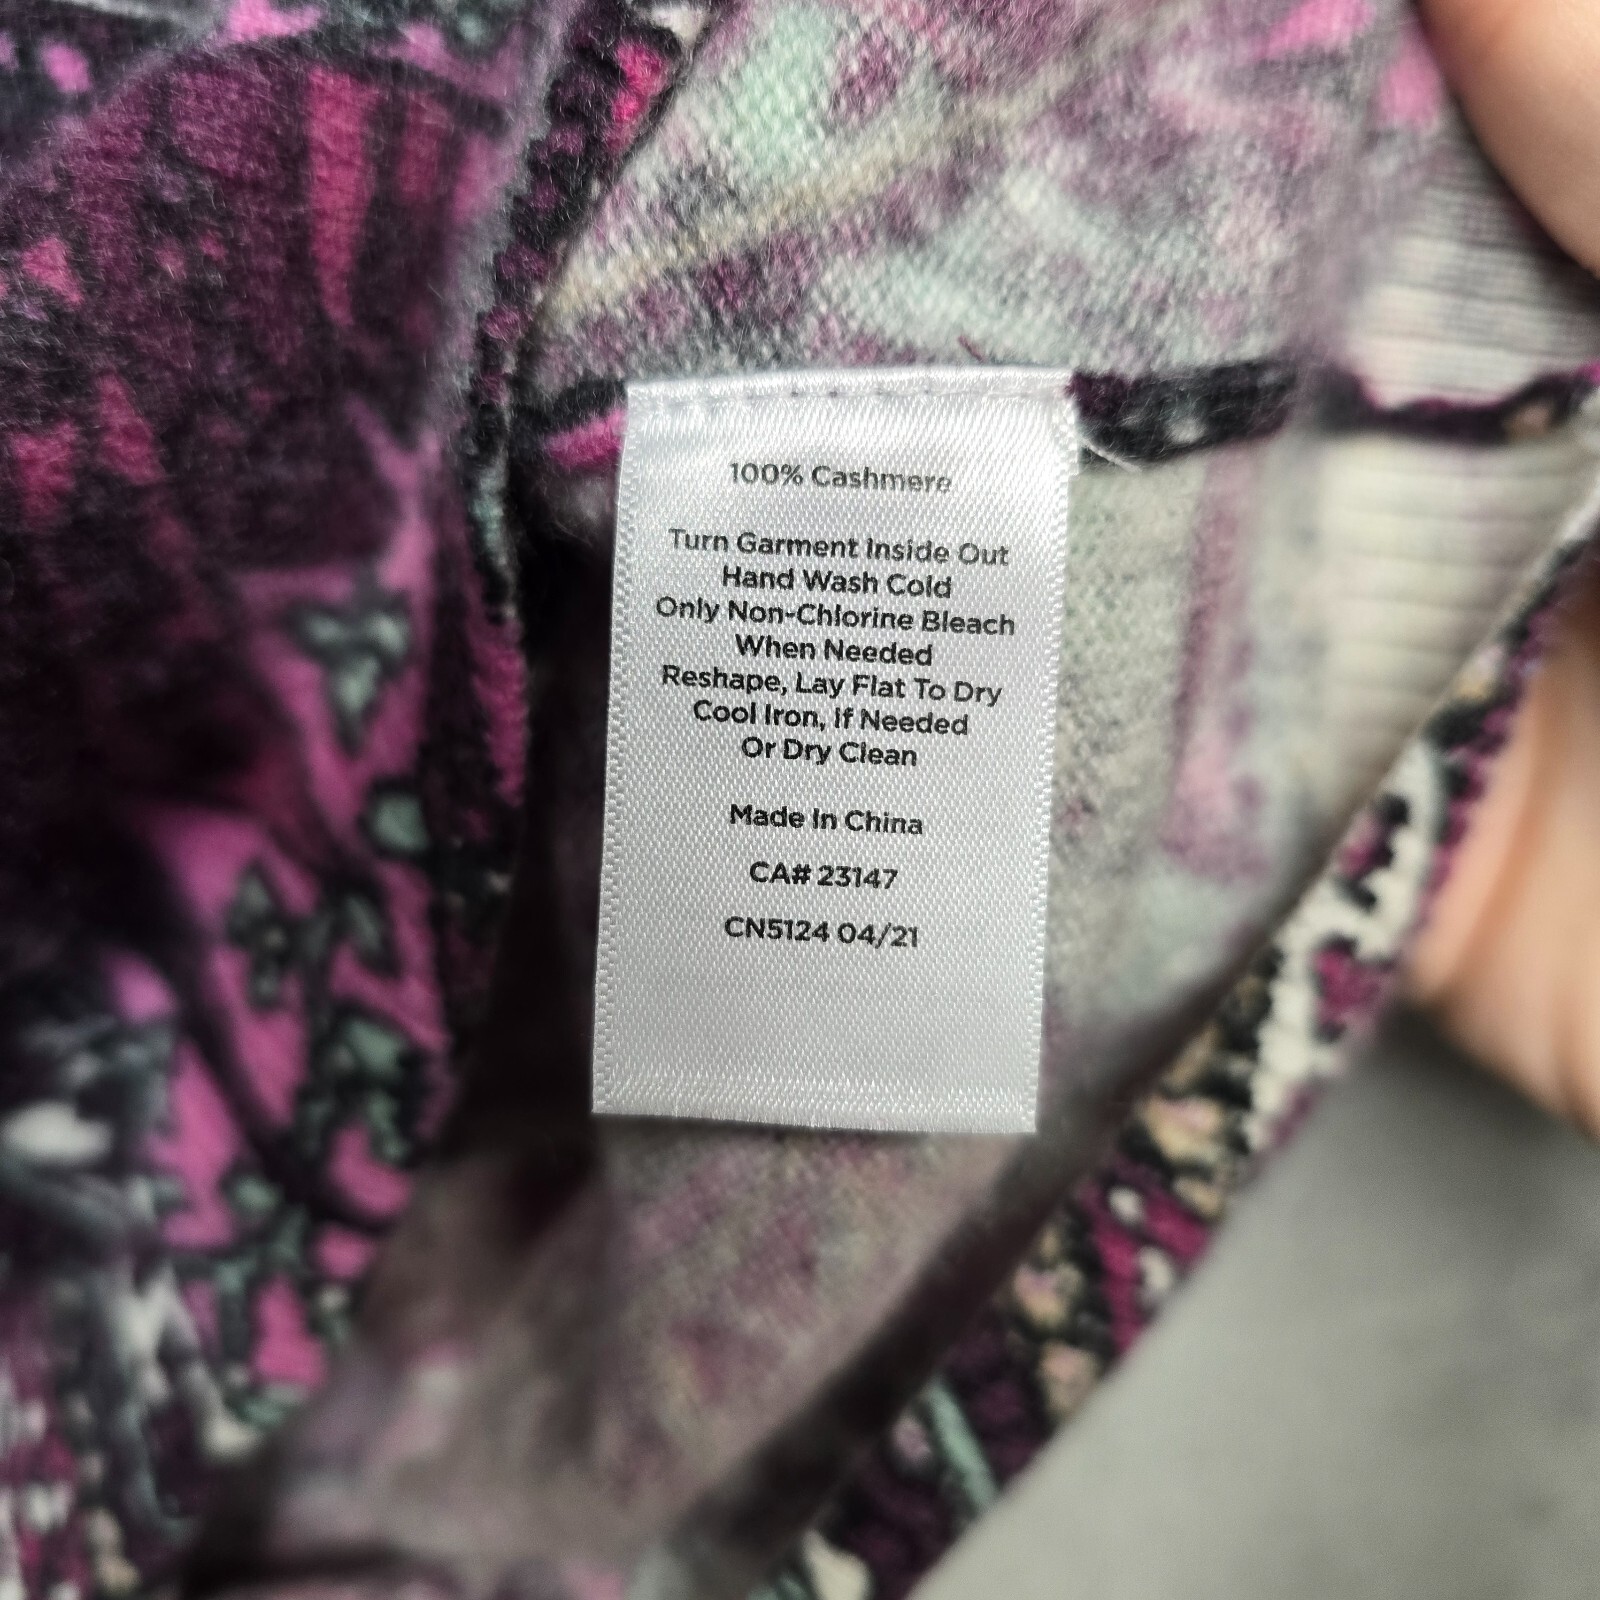 100% Cashmere
Turn Garment Inside Out
Hand Wash Cold
Only Non-Chlorine Bleach
When Needed
Reshape, Lay Flat To Dry
Cool Iron, If Needed
Or Dry Clean
Made In China
CA# 23147
CN5124 04/21